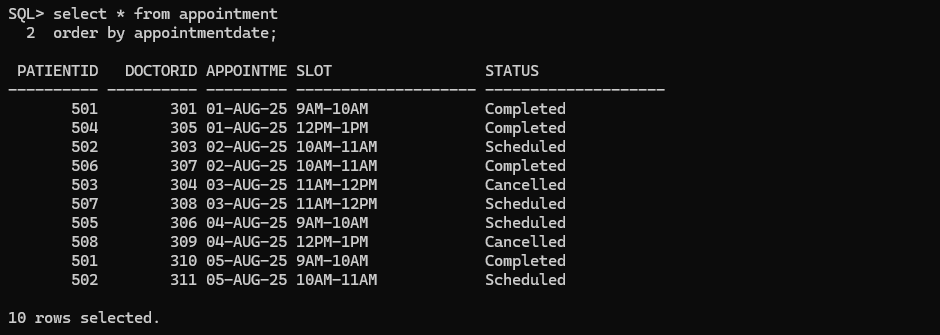 SQL> select * from appointment
  2  order by appointmentdate;

 PATIENTID   DOCTORID APPOINTME SLOT                 STATUS
---------- ---------- --------- -------------------- --------------------
       501        301 01-AUG-25 9AM-10AM             Completed
       504        305 01-AUG-25 12PM-1PM             Completed
       502        303 02-AUG-25 10AM-11AM            Scheduled
       506        307 02-AUG-25 10AM-11AM            Completed
       503        304 03-AUG-25 11AM-12PM            Cancelled
       507        308 03-AUG-25 11AM-12PM            Scheduled
       505        306 04-AUG-25 9AM-10AM             Scheduled
       508        309 04-AUG-25 12PM-1PM             Cancelled
       501        310 05-AUG-25 9AM-10AM             Completed
       502        311 05-AUG-25 10AM-11AM            Scheduled

10 rows selected.